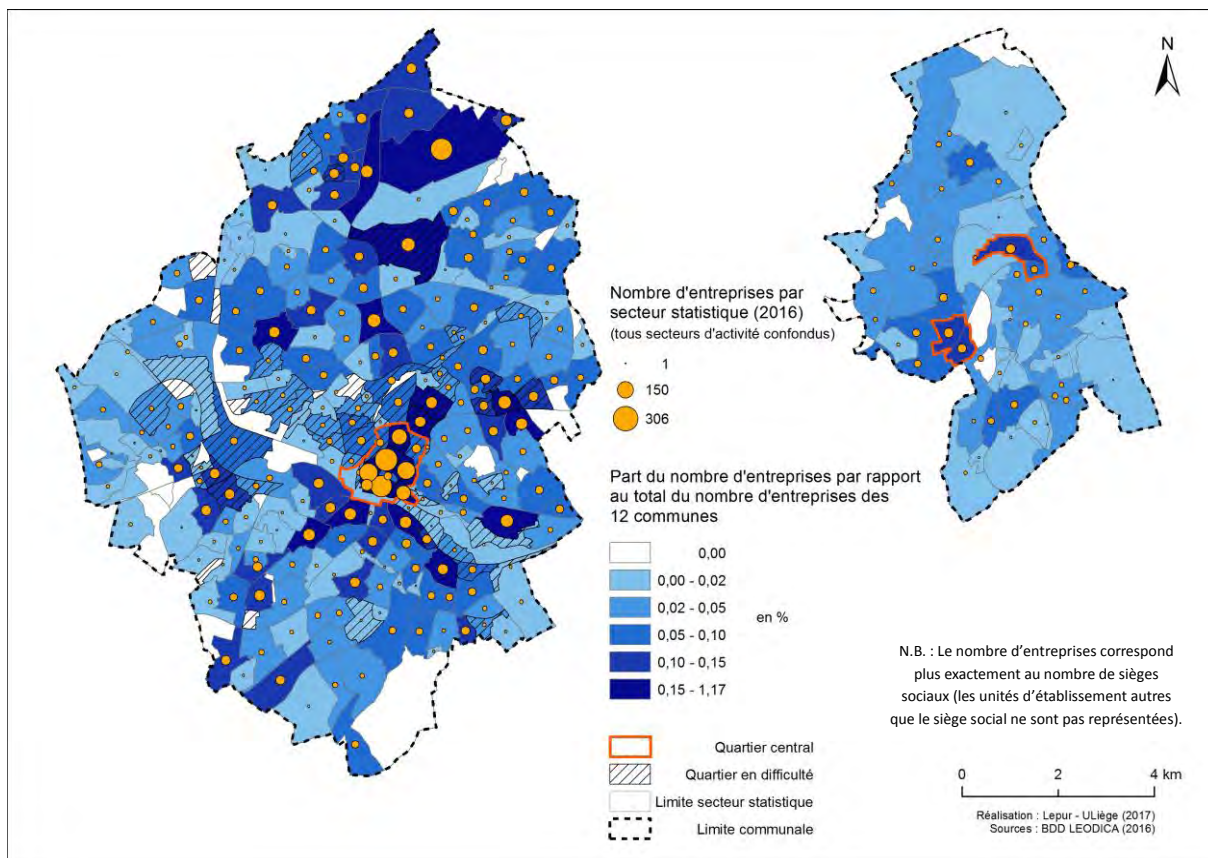 N
Nombre d'entreprises par
secteur statistique (2016)
(tous secteurs d'activité confondus)
1
150
306
Part du nombre d'entreprises par rapport
au total du nombre d'entreprises des
12 communes
0,00
0,00 - 0,02
0,02 - 0,05
0,05 - 0,10
0,10 - 0,15
0,15 - 1,17
en %
Quartier central
Quartier en difficulté
Limite secteur statistique
Limite communale
N.B. : Le nombre d’entreprises correspond
plus exactement au nombre de sièges
sociaux (les unités d’établissement autres
que le siège social ne sont pas représentées).
0 2 4 km
Réalisation : Lepur - ULiège (2017)
Sources : BDD LEODICA (2016)